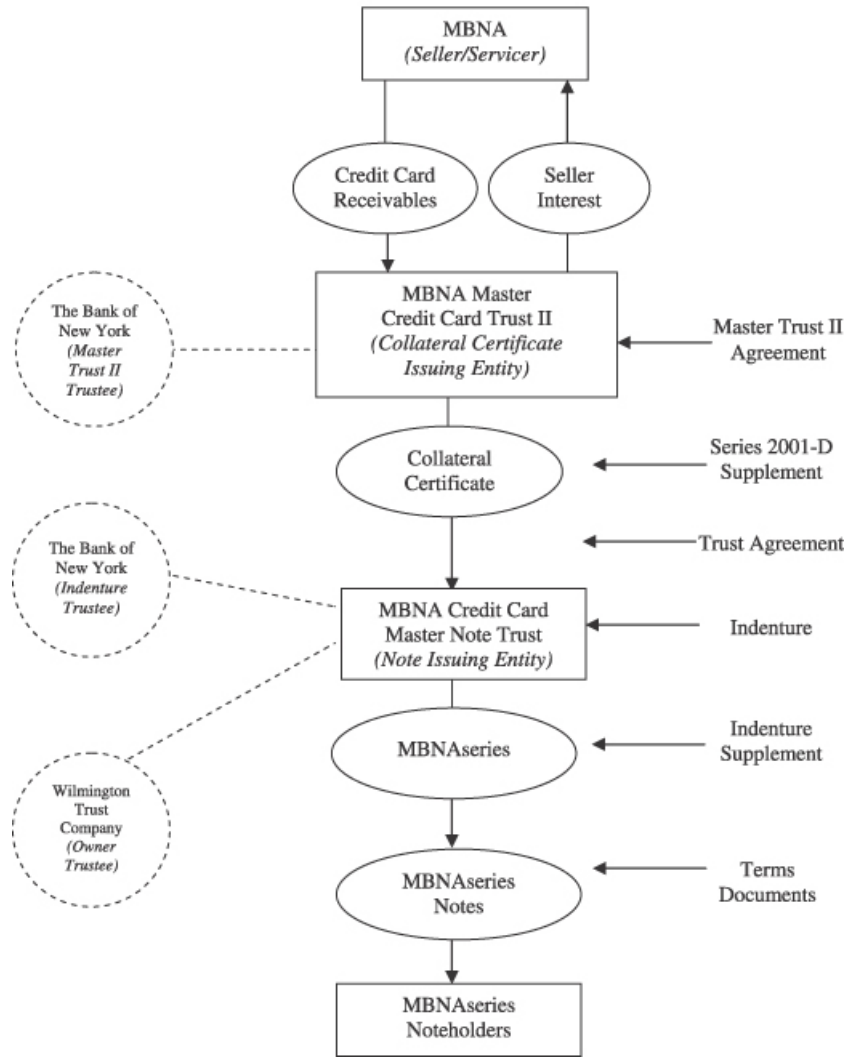 MBNA
(Seller/Servicer)
Credit Card
Receivables
Seller
Interest
The Bank of
New York
(Master
Trust II
Trustee)
MBNA Master
Credit Card Trust II
(Collateral Certificate
Issuing Entity)
Master Trust II
Agreement
Collateral
Certificate
Series 2001-D
Supplement
Trust Agreement
The Bank of
New York
(Indenture
Trustee)
MBNA Credit Card
Master Note Trust
(Note Issuing Entity)
Indenture
MBNAseries
Indenture
Supplement
Wilmington
Trust
Company
(Owner
Trustee)
MBNAseries
Notes
Terms
Documents
MBNAseries
Noteholders